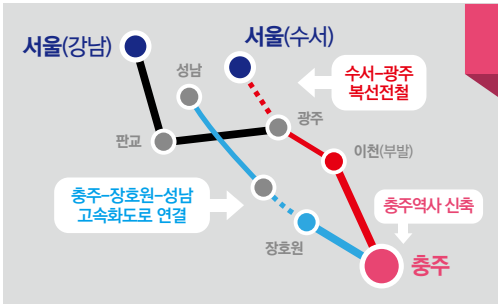 서울(강남)
서울(수서)
성남
수서-광주
복선전철
광주
판교
이천(부발)
충주-장호원-성남
고속화도로 연결
충주역사 신축
장호원
충주